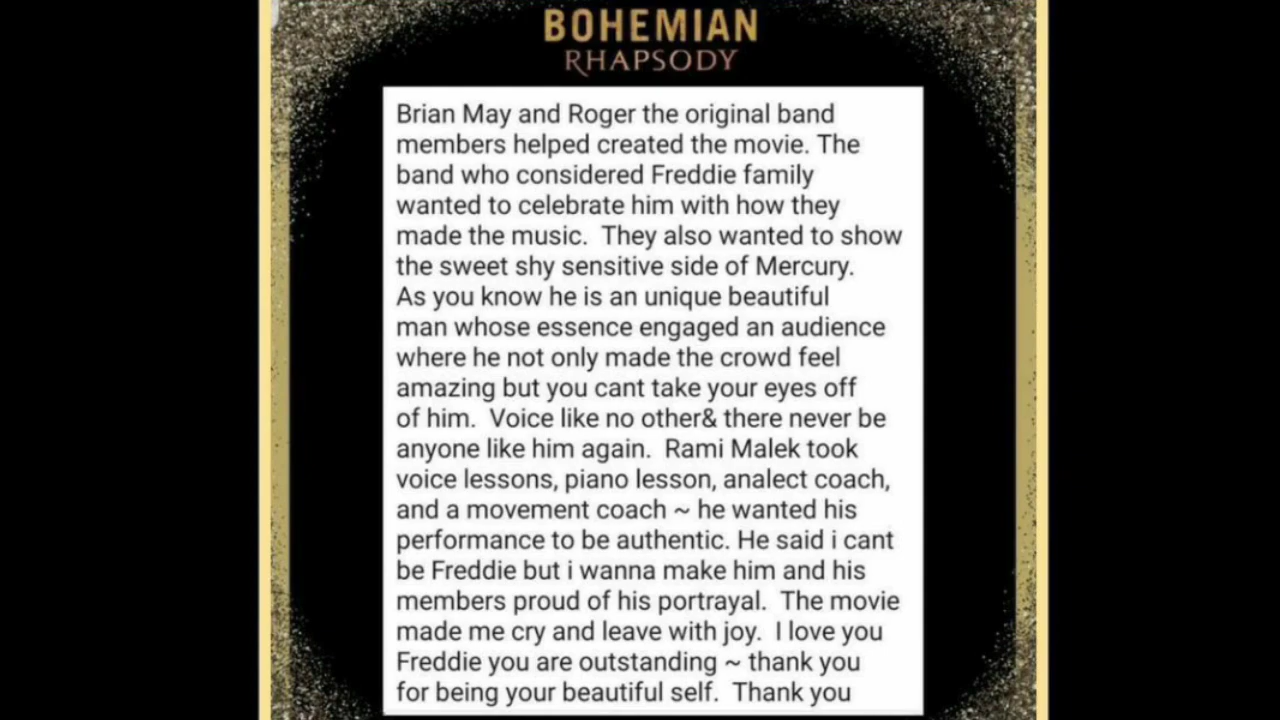 BOHEMIAN
RHAPSODY
Brian May and Roger the original band
members helped created the movie. The
band who considered Freddie family
wanted to celebrate him with how they
made the music.  They also wanted to show
the sweet shy sensitive side of Mercury.
As you know he is an unique beautiful
man whose essence engaged an audience
where he not only made the crowd feel
amazing but you cant take your eyes off
of him.  Voice like no other& there never be
anyone like him again.  Rami Malek took
voice lessons, piano lesson, analect coach,
and a movement coach ~ he wanted his
performance to be authentic. He said i cant
be Freddie but i wanna make him and his
members proud of his portrayal.  The movie
made me cry and leave with joy.  I love you
Freddie you are outstanding ~ thank you
for being your beautiful self.  Thank you